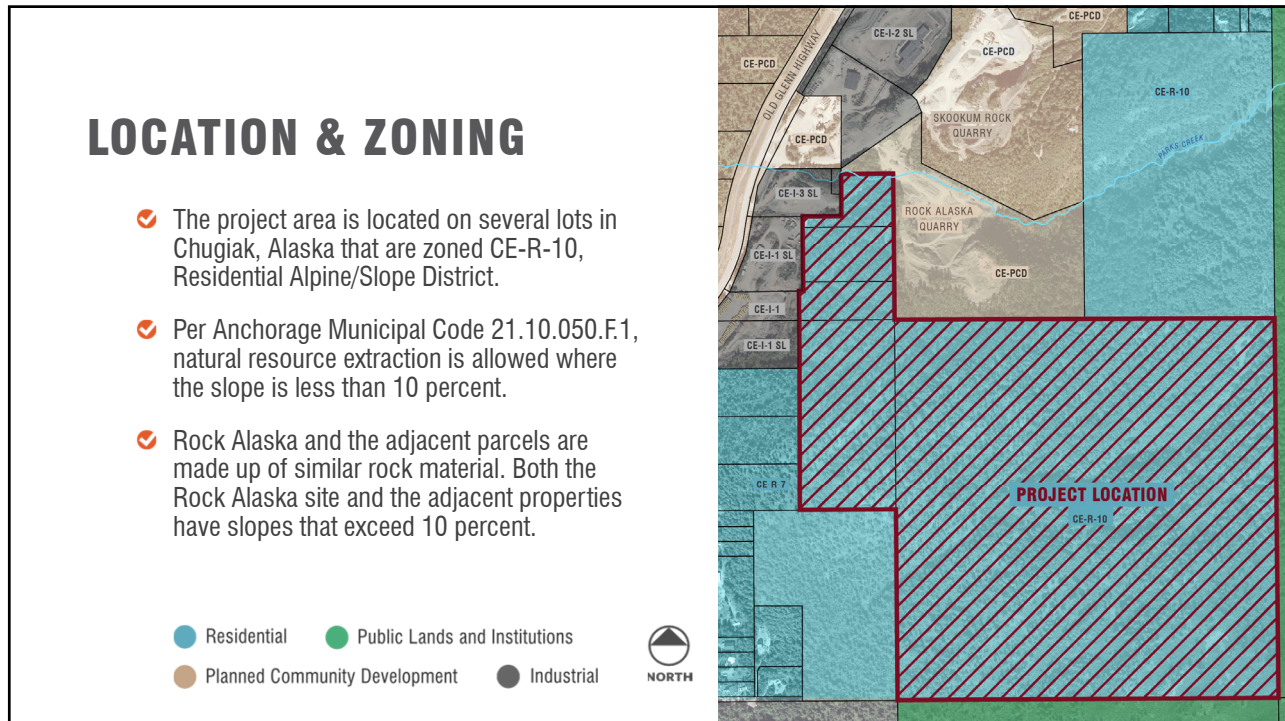 LOCATION & ZONING
The project area is located on several lots in
Chugiak, Alaska that are zoned CE-R-10,
Residential Alpine/Slope District.
Per Anchorage Municipal Code 21.10.050.F.1,
natural resource extraction is allowed where
the slope is less than 10 percent.
Rock Alaska and the adjacent parcels are
made up of similar rock material. Both the
Rock Alaska site and the adjacent properties
have slopes that exceed 10 percent.
Residential
Public Lands and Institutions
Planned Community Development
Industrial
NORTH
CE-PCD
CE-I-2 SL
CE-PCD
CE-PCD
OLD GLENN HIGHWAY
CE-R-10
SKOOKUM ROCK
QUARRY
CE-PCD
PARKS CREEK
CE-I-3 SL
ROCK ALASKA
QUARRY
CE-I-1 SL
CE-PCD
CE-I-1
CE-I-1 SL
CE R 7
PROJECT LOCATION
CE-R-10